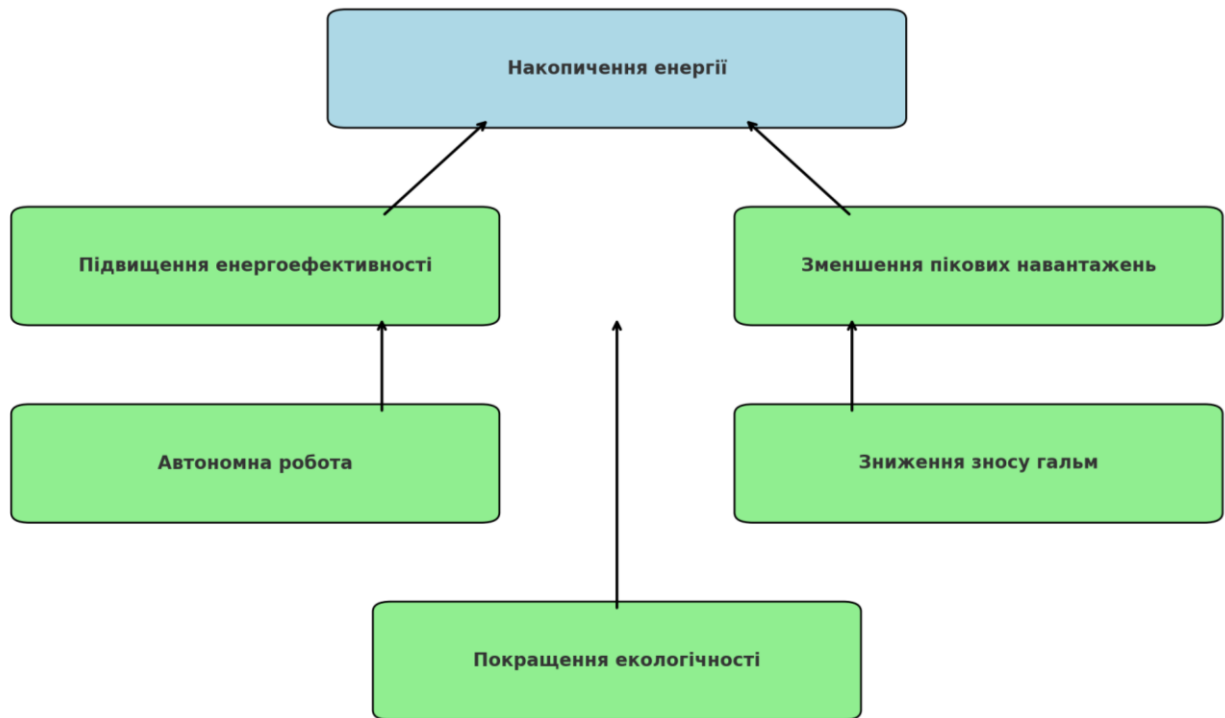 Накопичення енергії
Підвищення енергоефективності
Зменшення пікових навантажень
Автономна робота
Зниження зносу гальм
Покращення екологічності